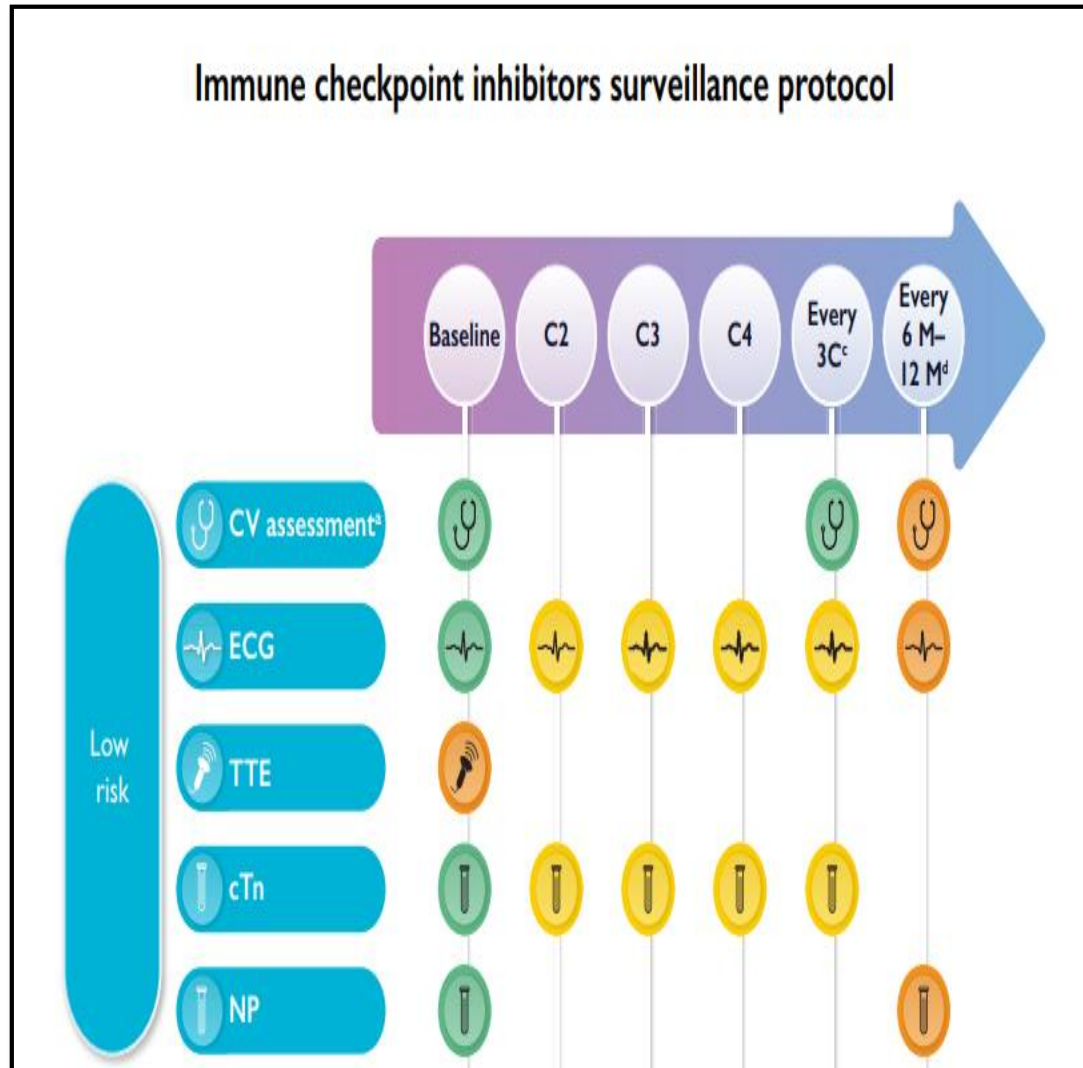 Immune checkpoint inhibitors surveillance protocol
Baseline
C2
C3
C4
Every
3Cᶜ
Every
6 M–
12 Mᵈ
Low
risk
CV assessmentᵃ
ECG
TTE
cTn
NP